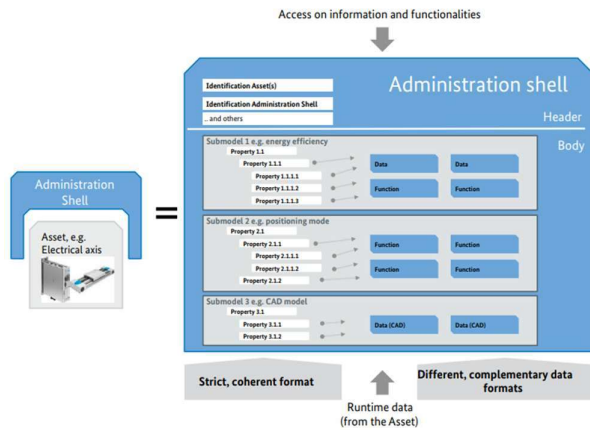 Access on information and functionalities
Administration shell
Identification Asset(s)
Identification Administration Shell
.. and others
Header
Body
Submodel 1 e.g. energy efficiency
Property 1.1
Property 1.1.1
Property 1.1.1.1
Property 1.1.1.2
Property 1.1.1.3
Data
Data
Function
Function
Administration
Shell
Asset, e.g.
Electrical axis
=
Submodel 2 e.g. positioning mode
Property 2.1
Property 2.1.1
Property 2.1.1.1
Property 2.1.1.2
Property 2.1.2
Function
Function
Function
Function
Submodel 3 e.g. CAD model
Property 3.1
Property 3.1.1
Property 3.1.2
Data (CAD)
Data (CAD)
Strict, coherent format
Different, complementary data
formats
Runtime data
(from the Asset)